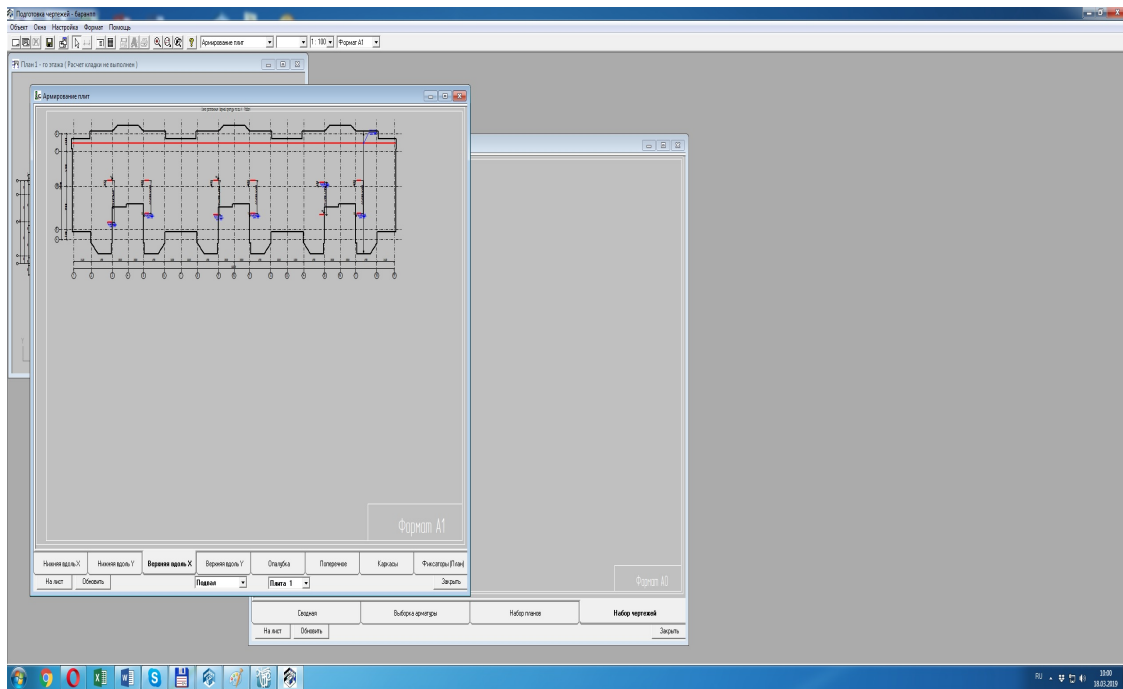 Подготовка чертежей - баранпп
Объект Окна Настройка Формат Помощь
Армирование плит 1: 100 Формат А1
План 1 - го этажа ( Расчет кладки не выполнен )
Армирование плит
Формат А1
Нижняя вдоль X Нижняя вдоль Y Верхняя вдоль X Верхняя вдоль Y Опалубка Поперечное Каркасы Фиксаторы (План)
На лист Обновить Подвал Плита 1 Закрыть
Формат А0
Сводная Выборка арматуры Набор планов Набор чертежей
На лист Обновить Закрыть
RU
18.03.2019